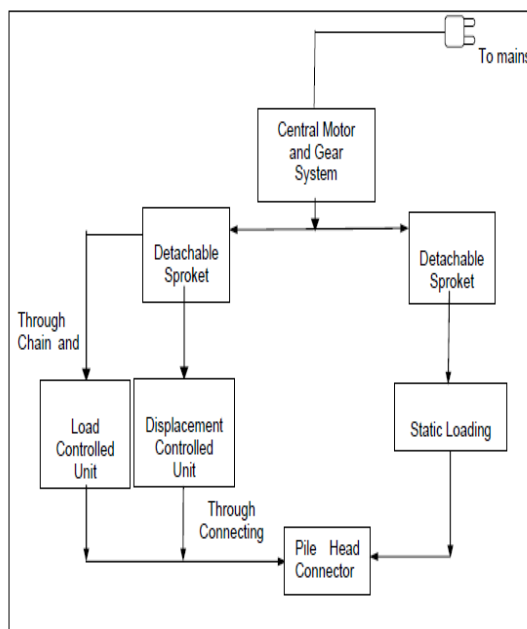 To mains
Central Motor
and Gear
System
Detachable
Sproket
Detachable
Sproket
Through
Chain and
Load
Controlled
Unit
Displacement
Controlled
Unit
Static Loading
Through
Connecting
Pile Head
Connector